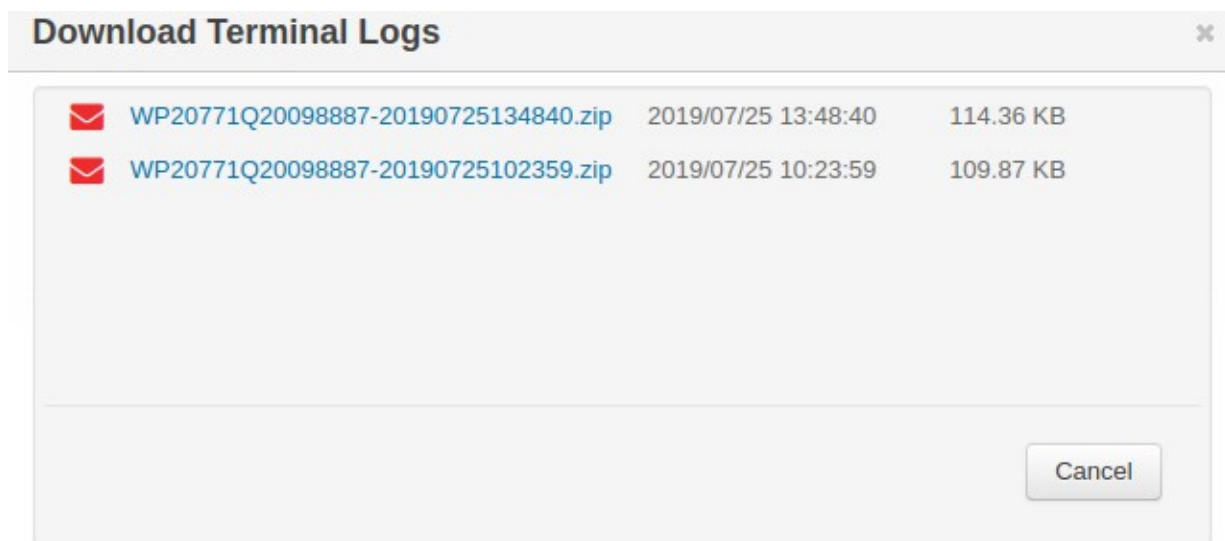 Download Terminal Logs
WP20771Q20098887-20190725134840.zip 2019/07/25 13:48:40 114.36 KB
WP20771Q20098887-20190725102359.zip 2019/07/25 10:23:59 109.87 KB
Cancel